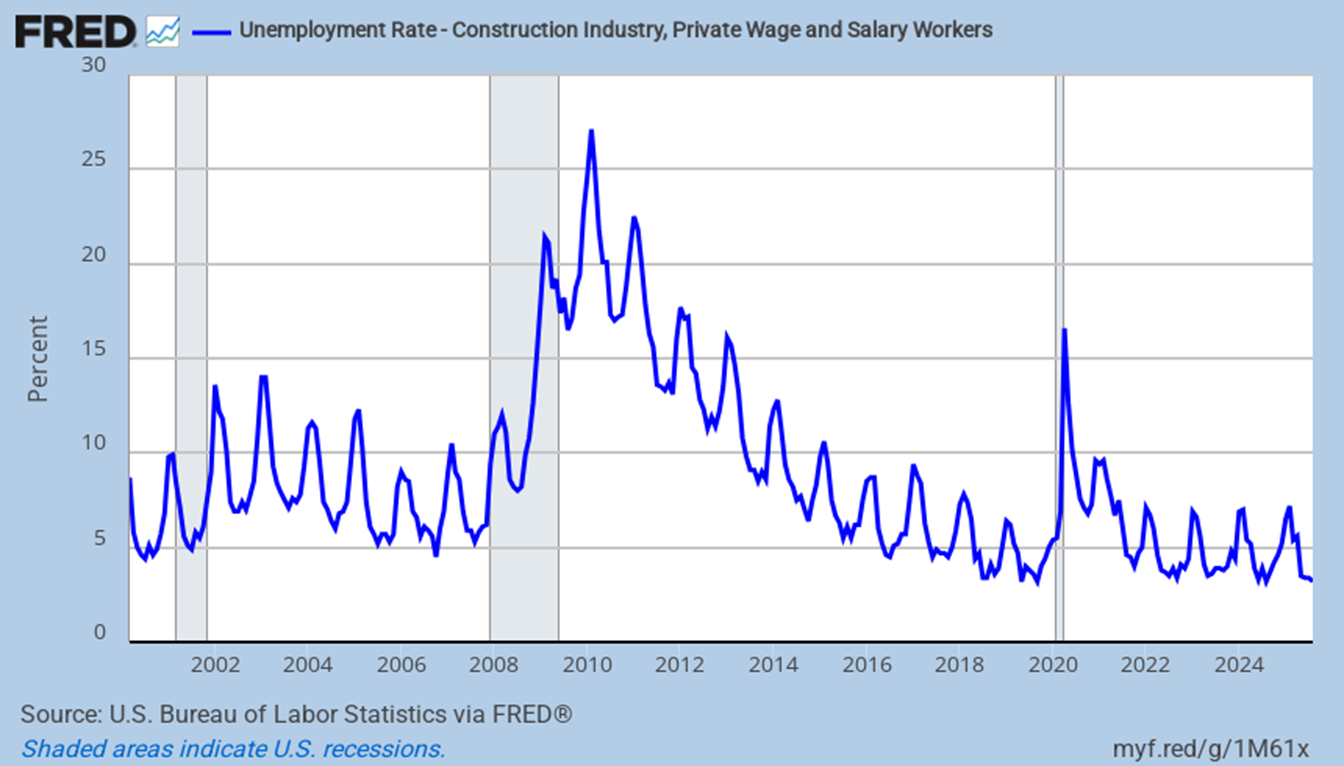 FRED Unemployment Rate - Construction Industry, Private Wage and Salary Workers
30
25
20
15
10
5
0
Percent
2002 2004 2006 2008 2010 2012 2014 2016 2018 2020 2022 2024
Source: U.S. Bureau of Labor Statistics via FRED®
Shaded areas indicate U.S. recessions. myf.red/g/1M61x